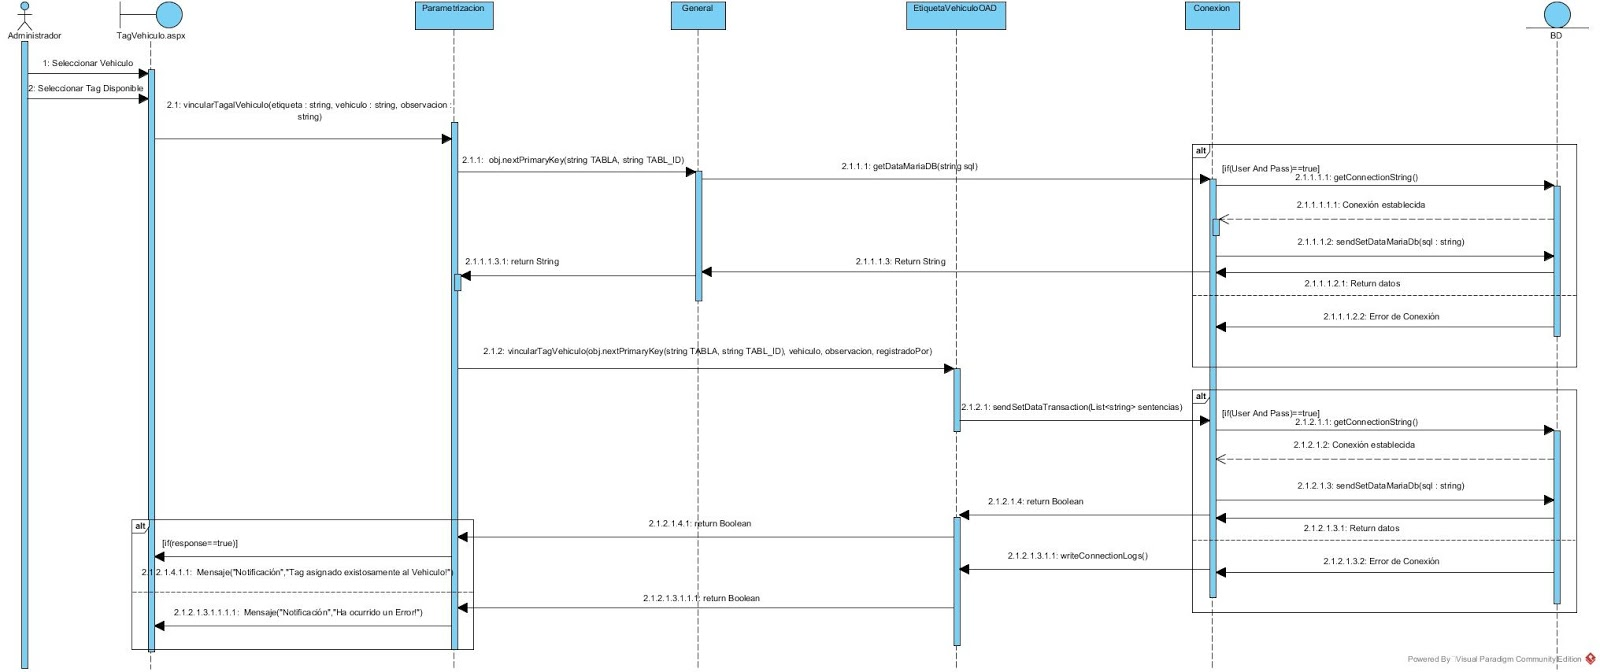 Administrador
TagVehiculo.aspx
Parametrizacion
General
EtiquetaVehiculoOAD
Conexion
BD
1: Seleccionar Vehiculo
2: Seleccionar Tag Disponible
2.1: vincularTagalVehiculo(etiqueta : string, vehiculo : string, observacion :
string)
2.1.1: obj.nextPrimaryKey(string TABLA, string TABL_ID)
2.1.1.1: getDataMariaDB(string sql)
alt
[if(User And Pass)==true]
2.1.1.1.1: getConnectionString()
2.1.1.1.1.1: Conexión establecida
2.1.1.1.2: sendSetDataMariaDb(sql : string)
2.1.1.1.3.1: return String
2.1.1.1.3: Return String
2.1.1.1.2.1: Return datos
2.1.1.1.2.2: Error de Conexión
2.1.2: vincularTagVehiculo(obj.nextPrimaryKey(string TABLA, string TABL_ID), vehiculo, observacion, registradoPor)
alt
2.1.2.1: sendSetDataTransaction(List<string> sentencias)
[if(User And Pass)==true]
2.1.2.1.1: getConnectionString()
2.1.2.1.2: Conexión establecida
2.1.2.1.3: sendSetDataMariaDb(sql : string)
2.1.2.1.4: return Boolean
alt
2.1.2.1.4.1: return Boolean
2.1.2.1.3.1: Return datos
[if(response==true)]
2.1.2.1.3.1.1: writeConnectionLogs()
2.1.2.1.3.2: Error de Conexión
2.1.2.1.4.1.1: Mensaje("Notificación","Tag asignado existosamente al Vehiculo!")
2.1.2.1.3.1.1.1: return Boolean
2.1.2.1.3.1.1.1.1: Mensaje("Notificación","Ha ocurrido un Error!")
Powered By Visual Paradigm Community Edition